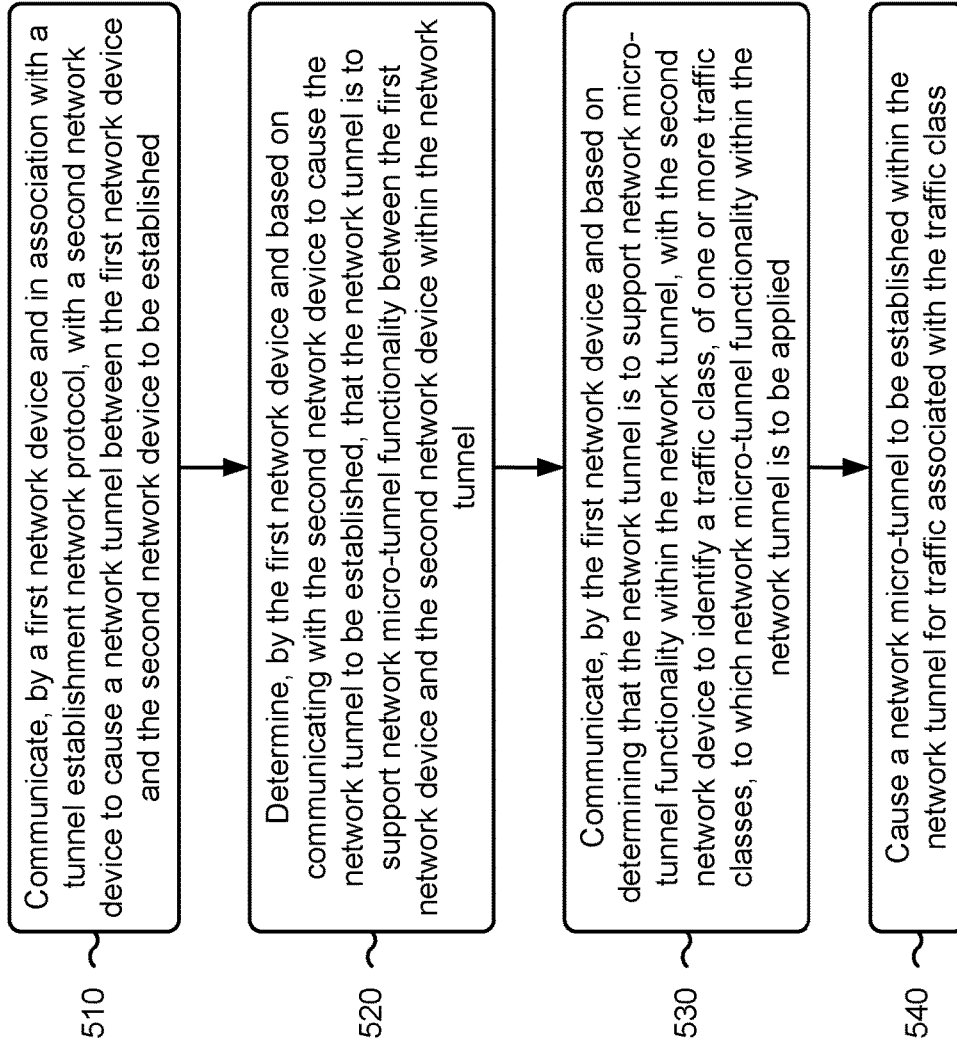 510
Communicate, by a first network device and in association with a
tunnel establishment network protocol, with a second network
device to cause a network tunnel between the first network device
and the second network device to be established
520
Determine, by the first network device and based on
communicating with the second network device to cause the
network tunnel to be established, that the network tunnel is to
support network micro-tunnel functionality between the first
network device and the second network device within the network
tunnel
530
Communicate, by the first network device and based on
determining that the network tunnel is to support network micro-
tunnel functionality within the network tunnel, with the second
network device to identify a traffic class, of one or more traffic
classes, to which network micro-tunnel functionality within the
network tunnel is to be applied
540
Cause a network micro-tunnel to be established within the
network tunnel for traffic associated with the traffic class